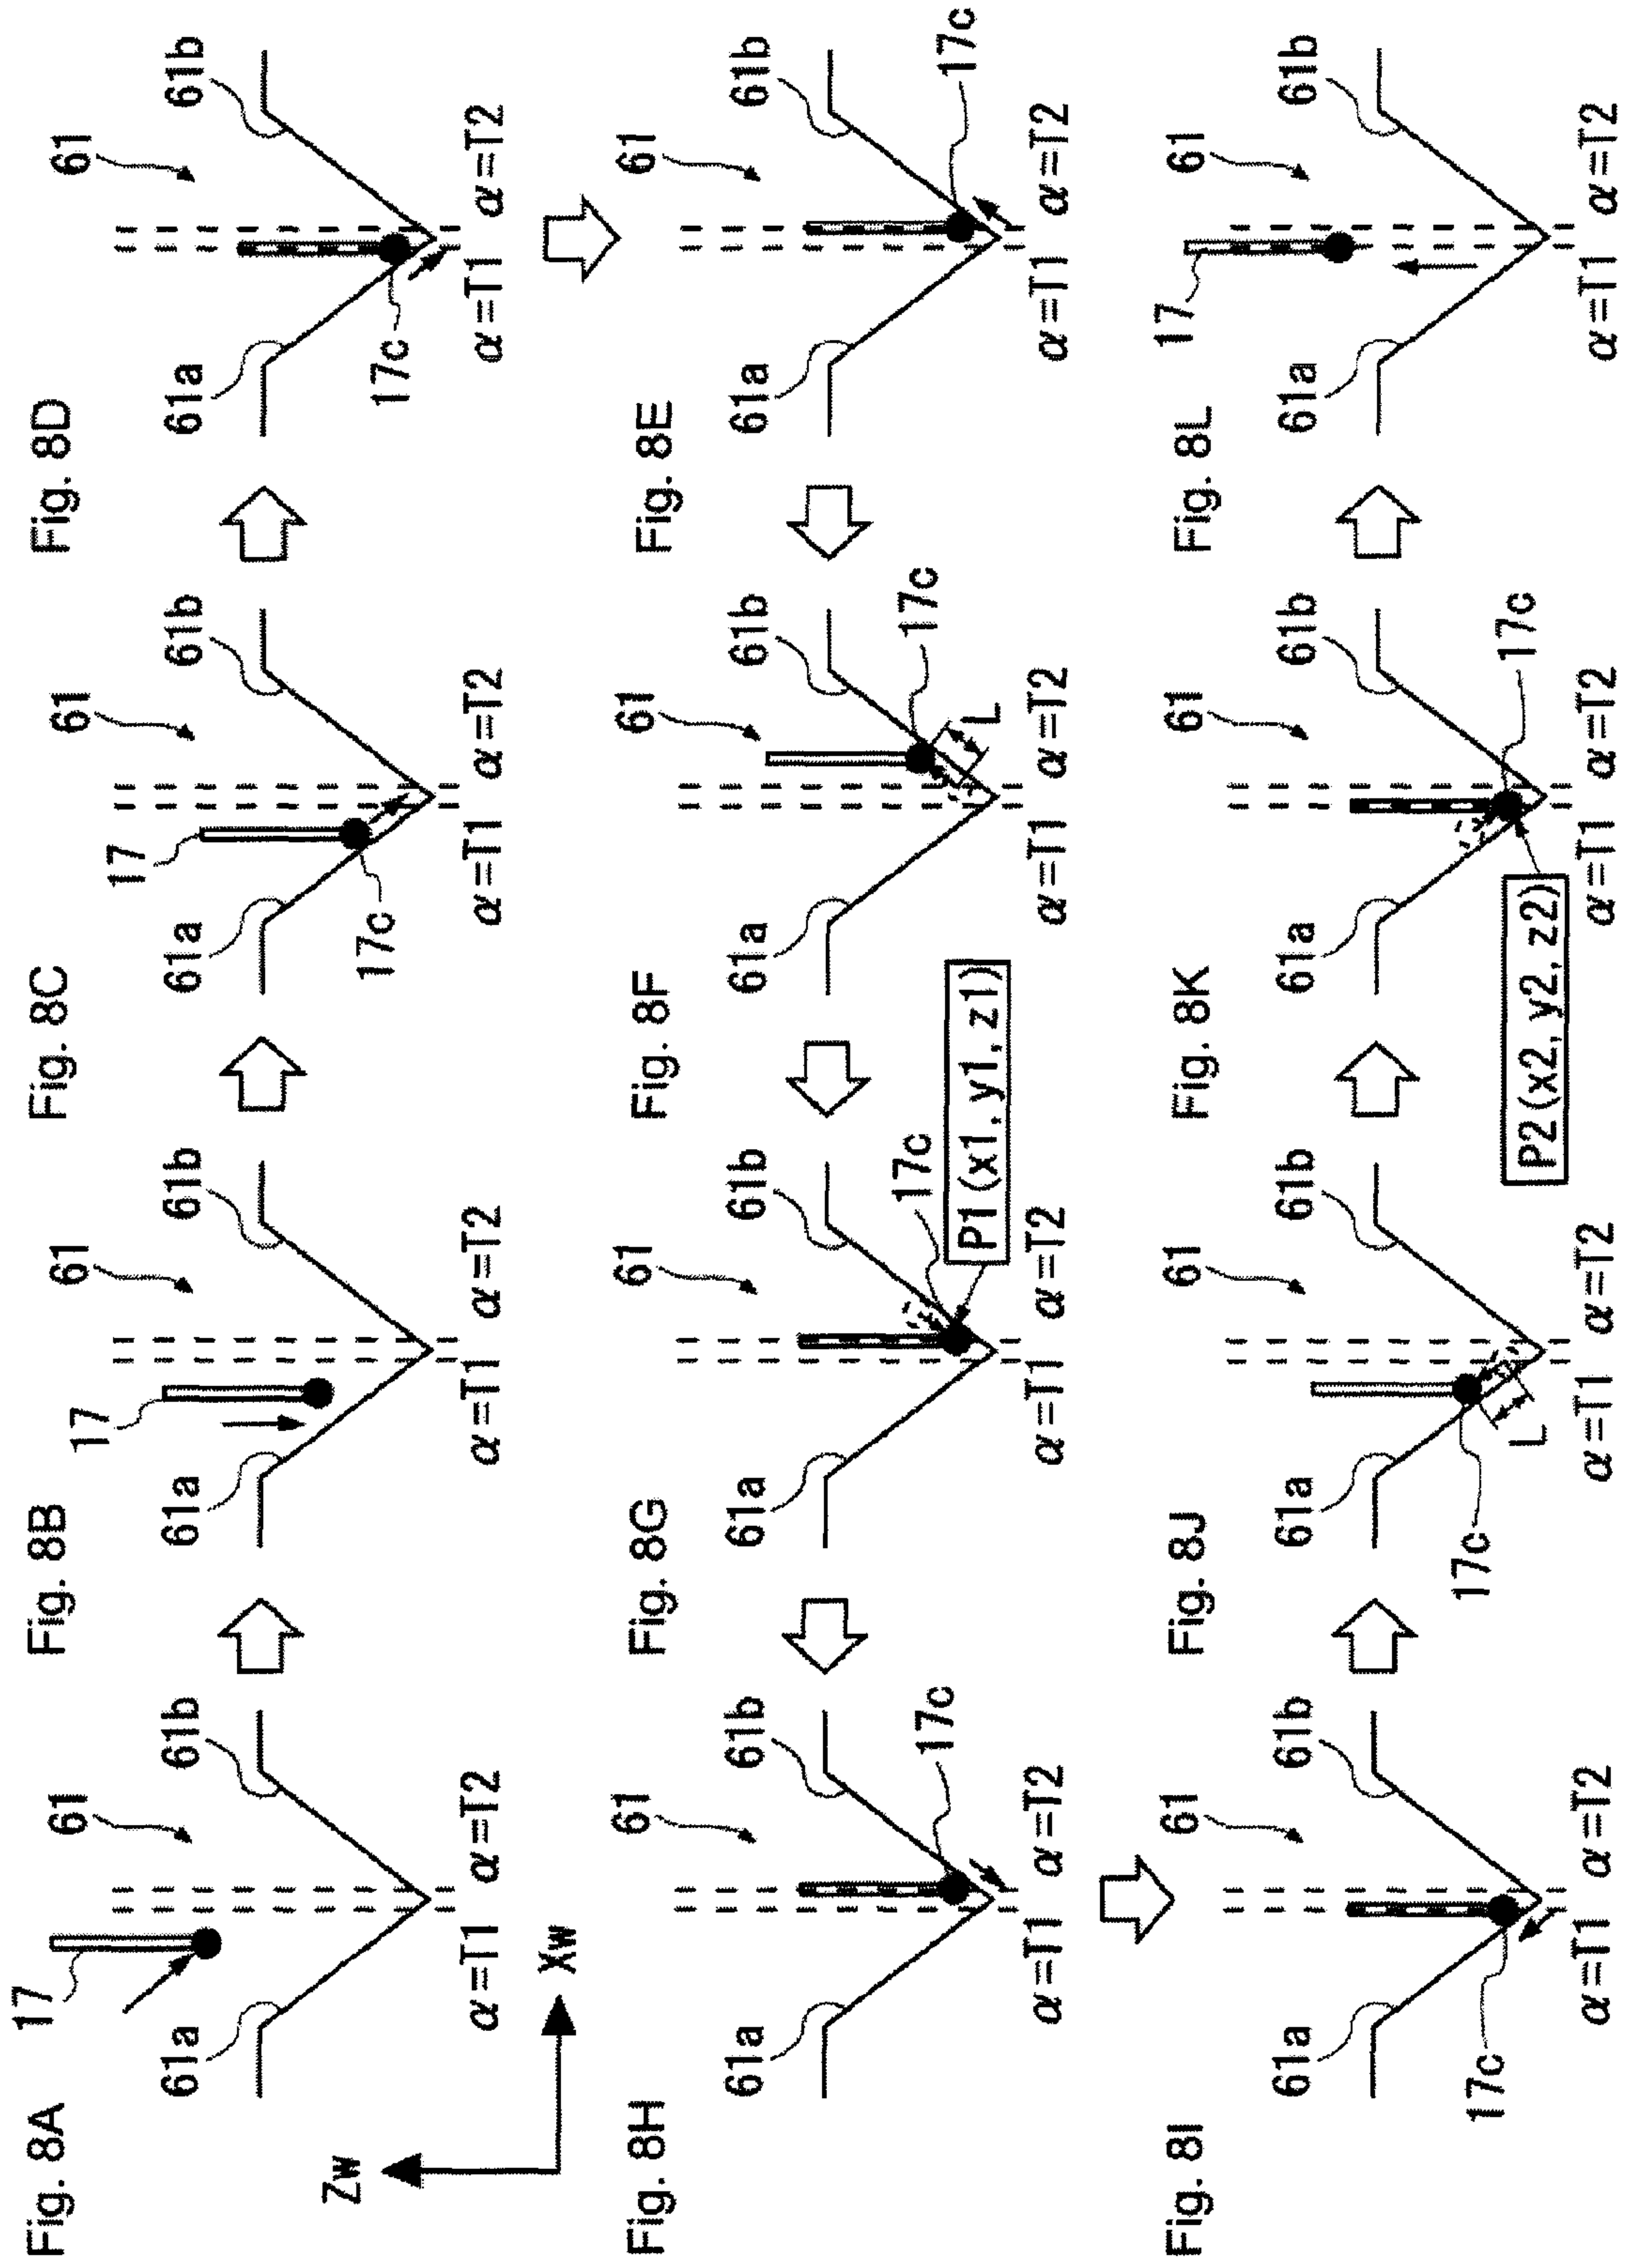 Fig. 8A
17
61
61a
61b
α=T1
α=T2
Zw
Xw
Fig. 8B
17
61
61a
61b
α=T1
α=T2
Fig. 8C
17
61
61a
61b
17c
α=T1
α=T2
Fig. 8D
61
61a
61b
17c
α=T1
α=T2
Fig. 8E
61
61a
61b
17c
α=T1
α=T2
Fig. 8F
61
61a
61b
17c
L
α=T1
α=T2
Fig. 8G
61
61a
61b
17c
P1(x1, y1, z1)
α=T1
α=T2
Fig. 8H
61
61a
61b
17c
α=T1
α=T2
Fig. 8I
61
61a
61b
17c
α=T1
α=T2
Fig. 8J
61
61a
61b
17c
L
α=T1
α=T2
Fig. 8K
61
61a
61b
17c
P2(x2, y2, z2)
α=T1
α=T2
Fig. 8L
17
61
61a
61b
α=T1
α=T2